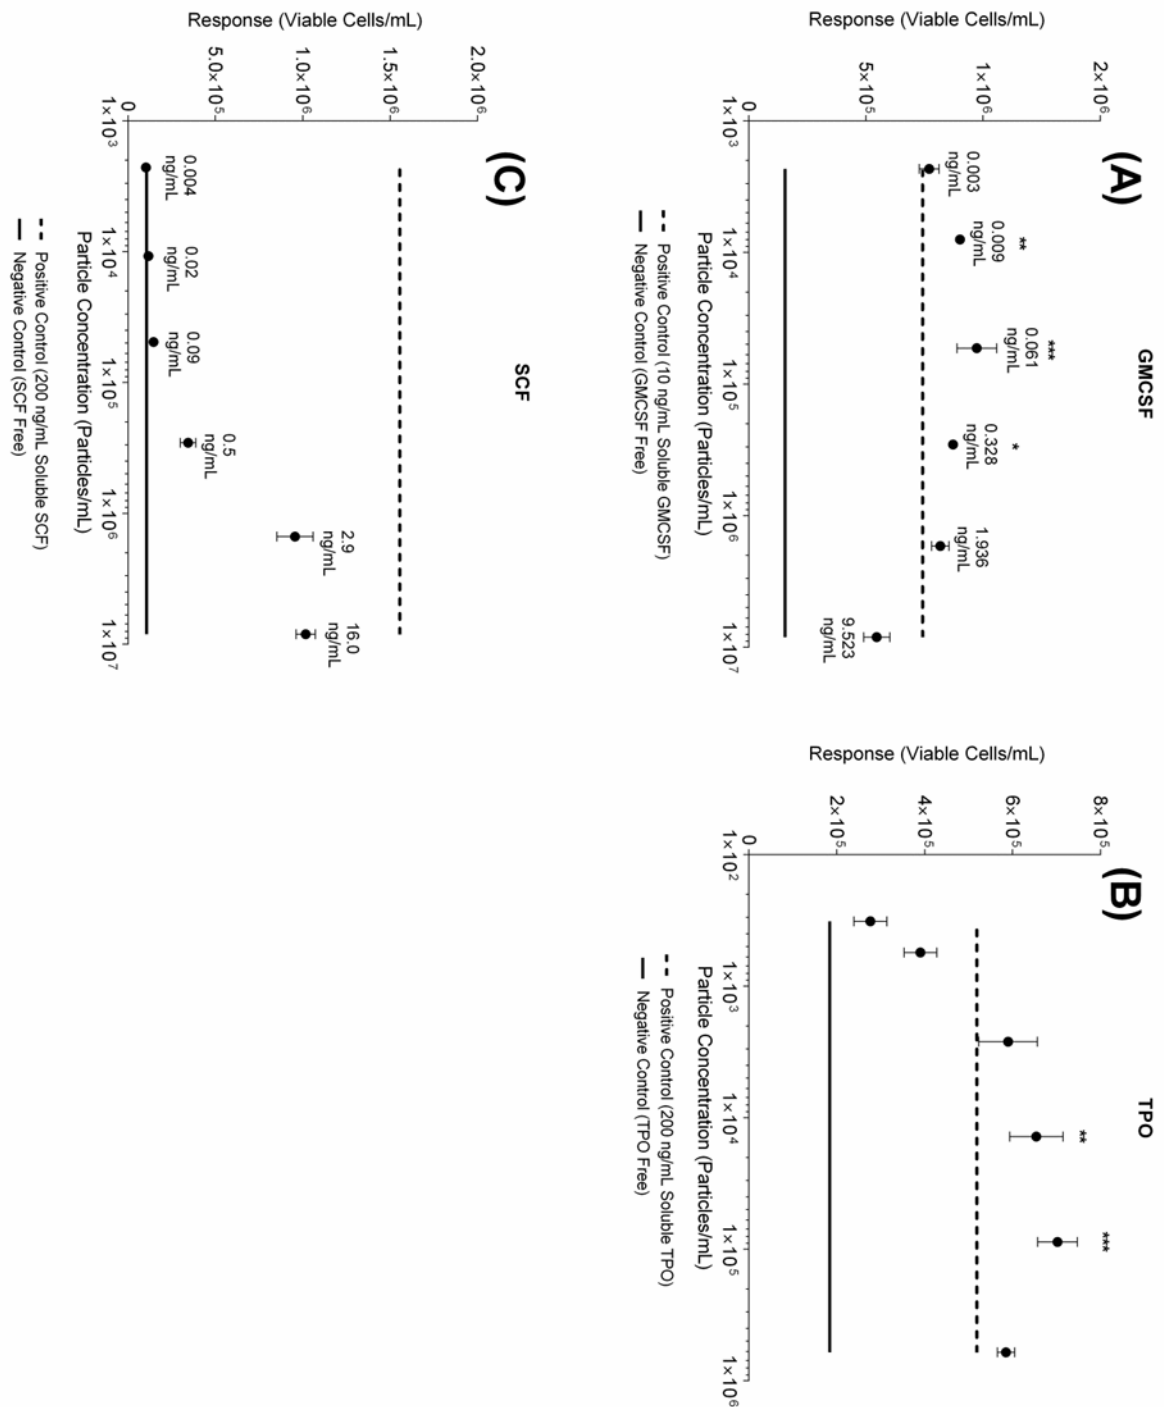 (A)
GMCSF
Response (Viable Cells/mL)
2×10⁶
1×10⁶
5×10⁵
0
**
***
*
0.003
ng/mL
0.009
ng/mL
0.061
ng/mL
0.328
ng/mL
1.936
ng/mL
9.523
ng/mL
1×10³
1×10⁴
1×10⁵
1×10⁶
1×10⁷
Particle Concentration (Particles/mL)
Positive Control (10 ng/mL Soluble GMCSF)
Negative Control (GMCSF Free)
(B)
TPO
Response (Viable Cells/mL)
8×10⁵
6×10⁵
4×10⁵
2×10⁵
0
**
***
1×10²
1×10³
1×10⁴
1×10⁵
1×10⁶
Particle Concentration (Particles/mL)
Positive Control (200 ng/mL Soluble TPO)
Negative Control (TPO Free)
(C)
SCF
Response (Viable Cells/mL)
2.0×10⁶
1.5×10⁶
1.0×10⁶
5.0×10⁵
0
0.004
ng/mL
0.02
ng/mL
0.09
ng/mL
0.5
ng/mL
2.9
ng/mL
16.0
ng/mL
1×10³
1×10⁴
1×10⁵
1×10⁶
1×10⁷
Particle Concentration (Particles/mL)
Positive Control (200 ng/mL Soluble SCF)
Negative Control (SCF Free)